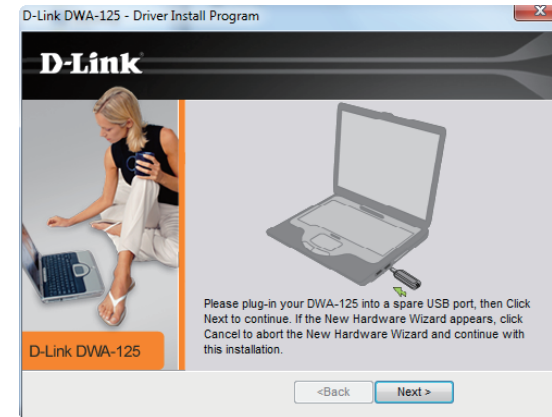 D-Link DWA-125 - Driver Install Program
D-Link
Please plug-in your DWA-125 into a spare USB port, then Click
Next to continue. If the New Hardware Wizard appears, click
Cancel to abort the New Hardware Wizard and continue with
this installation.
D-Link DWA-125
<Back Next >